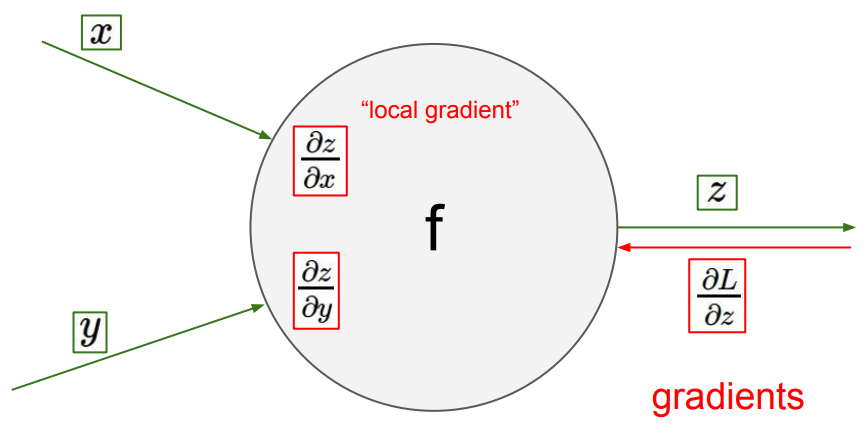 x
“local gradient”
∂z/∂x
z
f
∂z/∂y
∂L/∂z
y
gradients